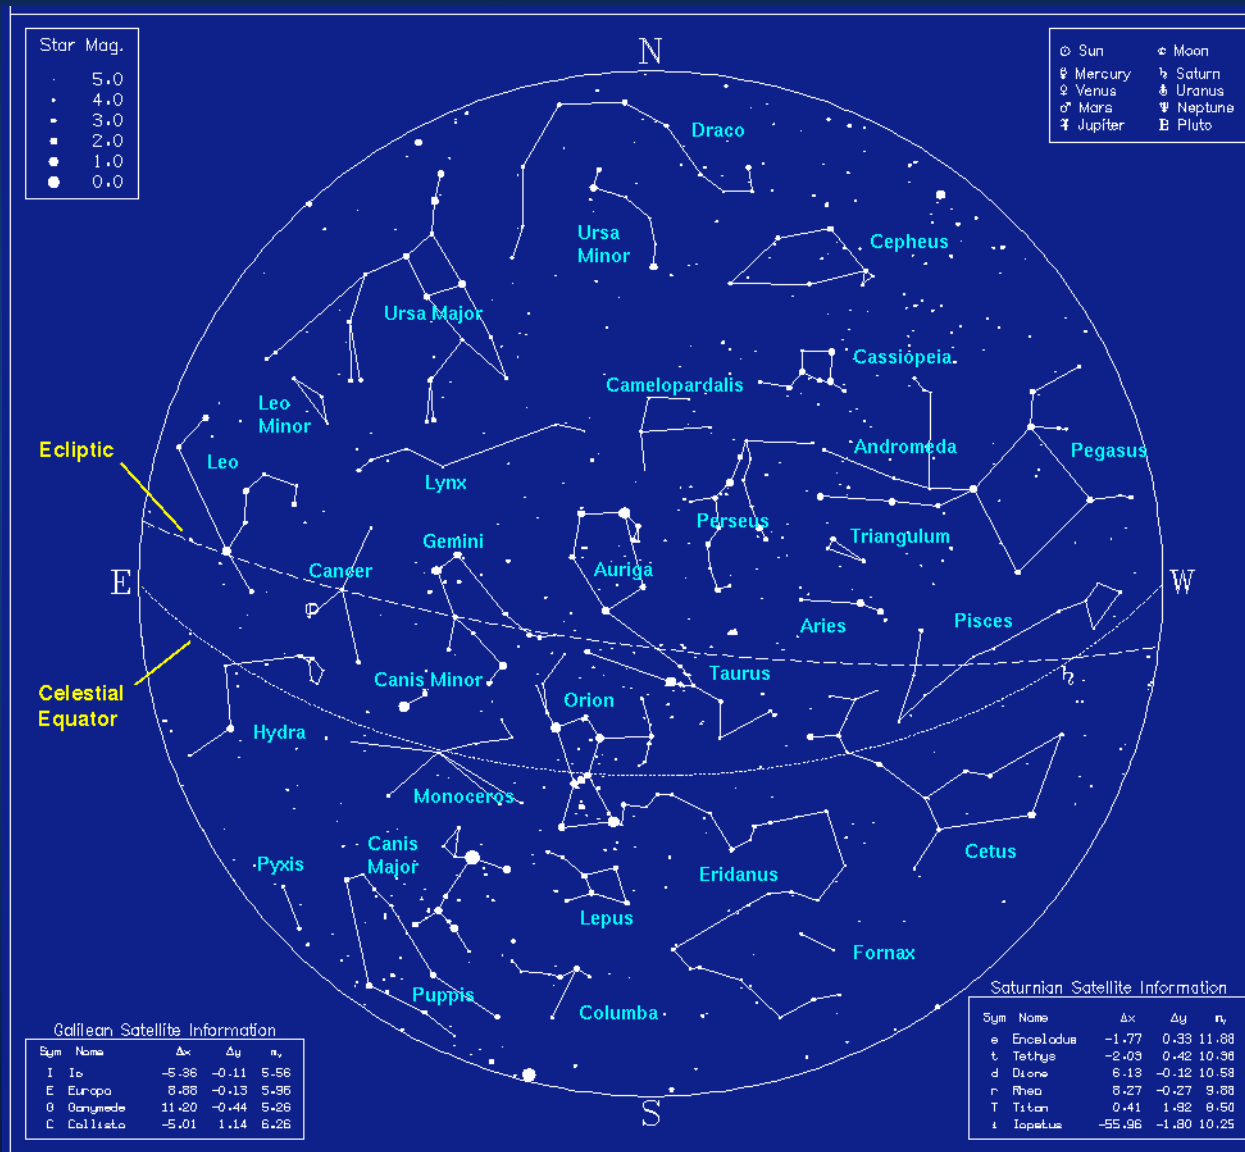 Star Mag.
5.0
4.0
3.0
2.0
1.0
0.0
N
☉ Sun ☾ Moon
☿ Mercury ♄ Saturn
♀ Venus ♅ Uranus
♂ Mars ♆ Neptune
♃ Jupiter P Pluto
Draco
Ursa
Minor
Cepheus
Ursa Major
Cassiopeia
Camelopardalis
Leo
Minor
Ecliptic
Leo
Lynx
Andromeda
Pegasus
Perseus
Triangulum
Gemini
Cancer
Auriga
E
W
Aries
Pisces
Canis Minor
Taurus
Orion
Celestial
Equator
Hydra
Monoceros
Canis
Major
Pyxis
Eridanus
Cetus
Lepus
Fornax
Puppis
Columba
S
Galilean Satellite Information
Sym Name Δx Δy m,
I Io -5.36 -0.11 5.56
E Europa 8.88 -0.13 5.95
G Ganymede 11.20 -0.44 5.26
C Callisto -5.01 1.14 6.26
Saturnian Satellite Information
Sym Name Δx Δy m,
e Enceladus -1.77 0.33 11.88
t Tethys -2.09 0.42 10.36
d Dione 6.13 -0.12 10.58
r Rhea 8.27 -0.27 9.88
T Titan 0.41 1.92 8.50
i Iapetus -55.96 -1.80 10.25